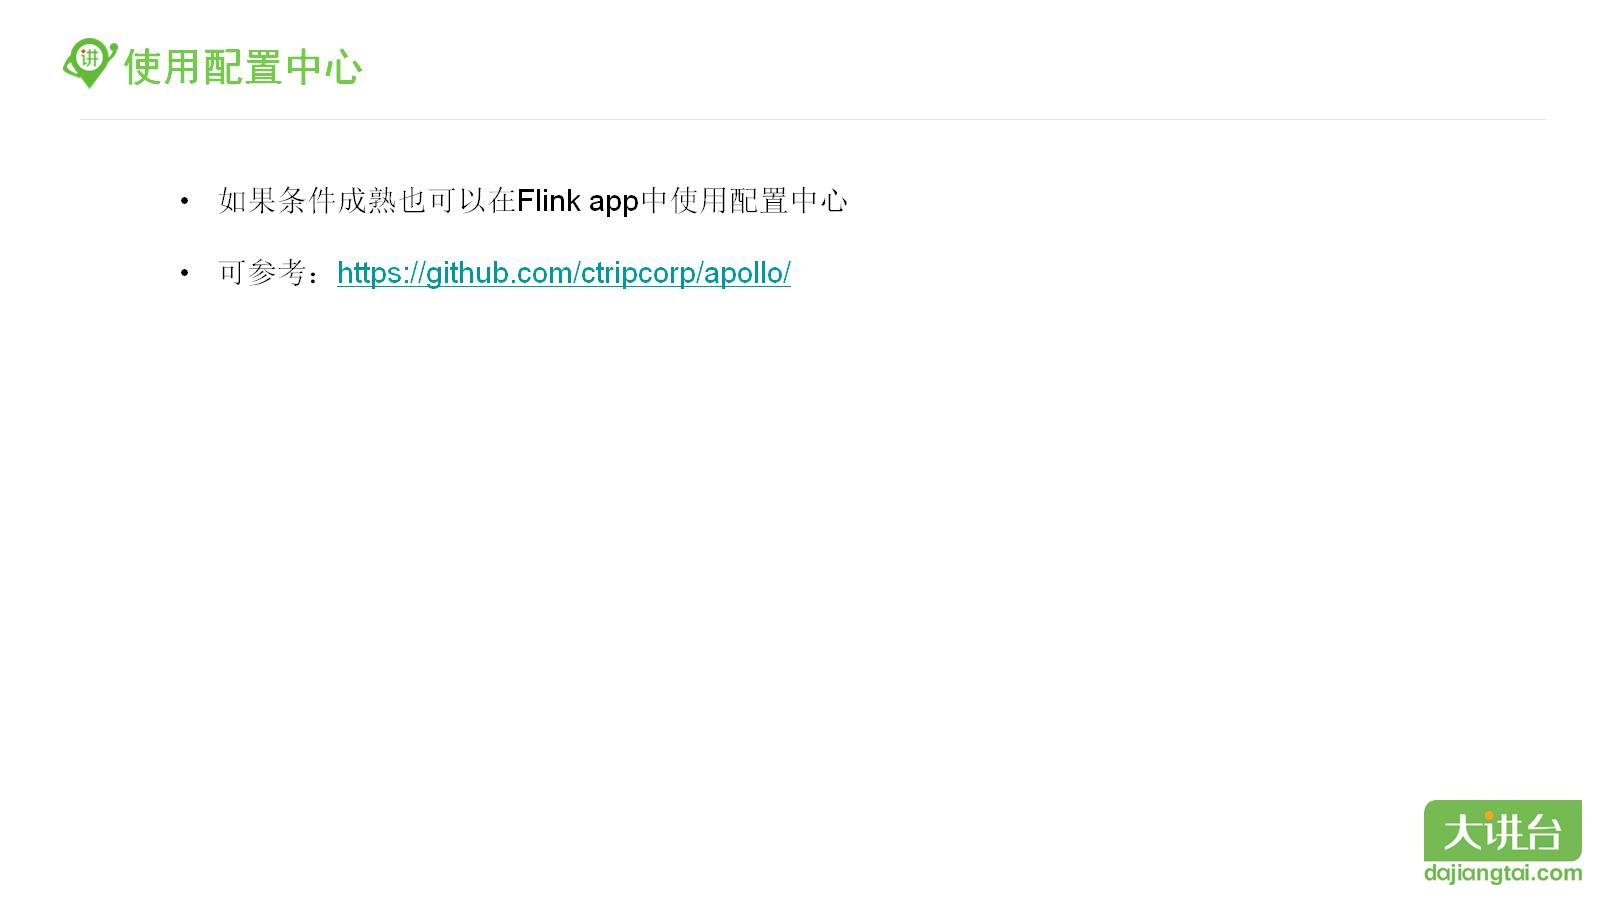 讲
使用配置中心
• 如果条件成熟也可以在Flink app中使用配置中心
• 可参考：https://github.com/ctripcorp/apollo/
大讲台
dajiangtai.com